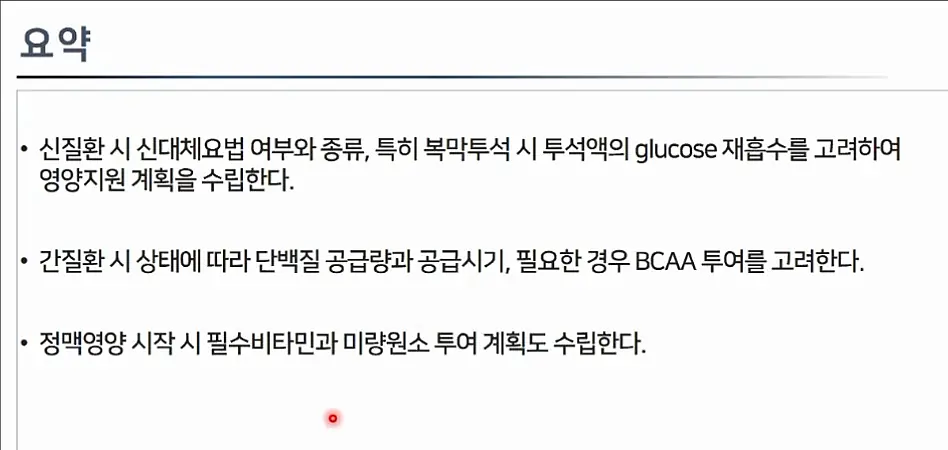 요약
• 신질환 시 신대체요법 여부와 종류, 특히 복막투석 시 투석액의 glucose 재흡수를 고려하여
영양지원 계획을 수립한다.
• 간질환 시 상태에 따라 단백질 공급량과 공급시기, 필요한 경우 BCAA 투여를 고려한다.
• 정맥영양 시작 시 필수비타민과 미량원소 투여 계획도 수립한다.